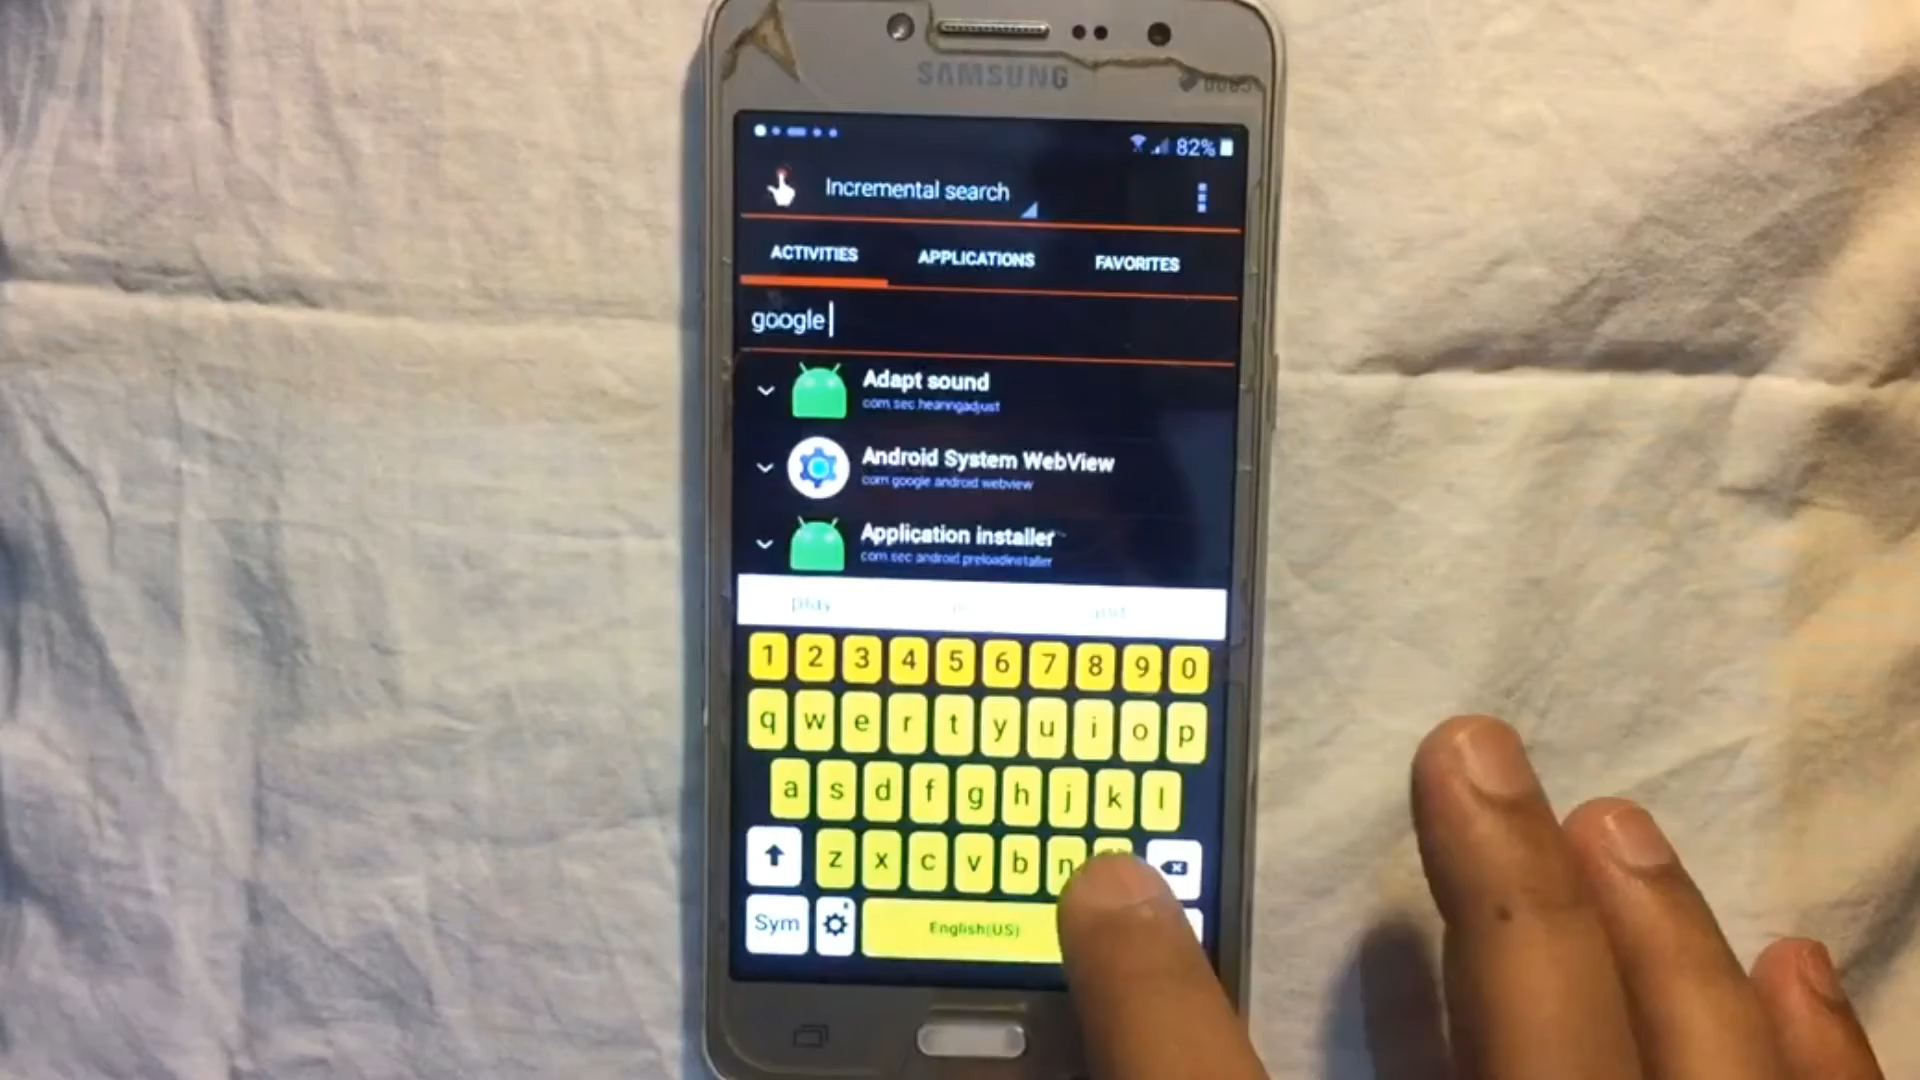 SAMSUNG
82%
Incremental search
ACTIVITIES APPLICATIONS FAVORITES
google
Adapt sound
com.sec.hearingadjust
Android System WebView
com.google.android.webview
Application installer
com.sec.android.preloadinstaller
play
1 2 3 4 5 6 7 8 9 0
q w e r t y u i o p
a s d f g h j k l
z x c v b n
Sym English(US)